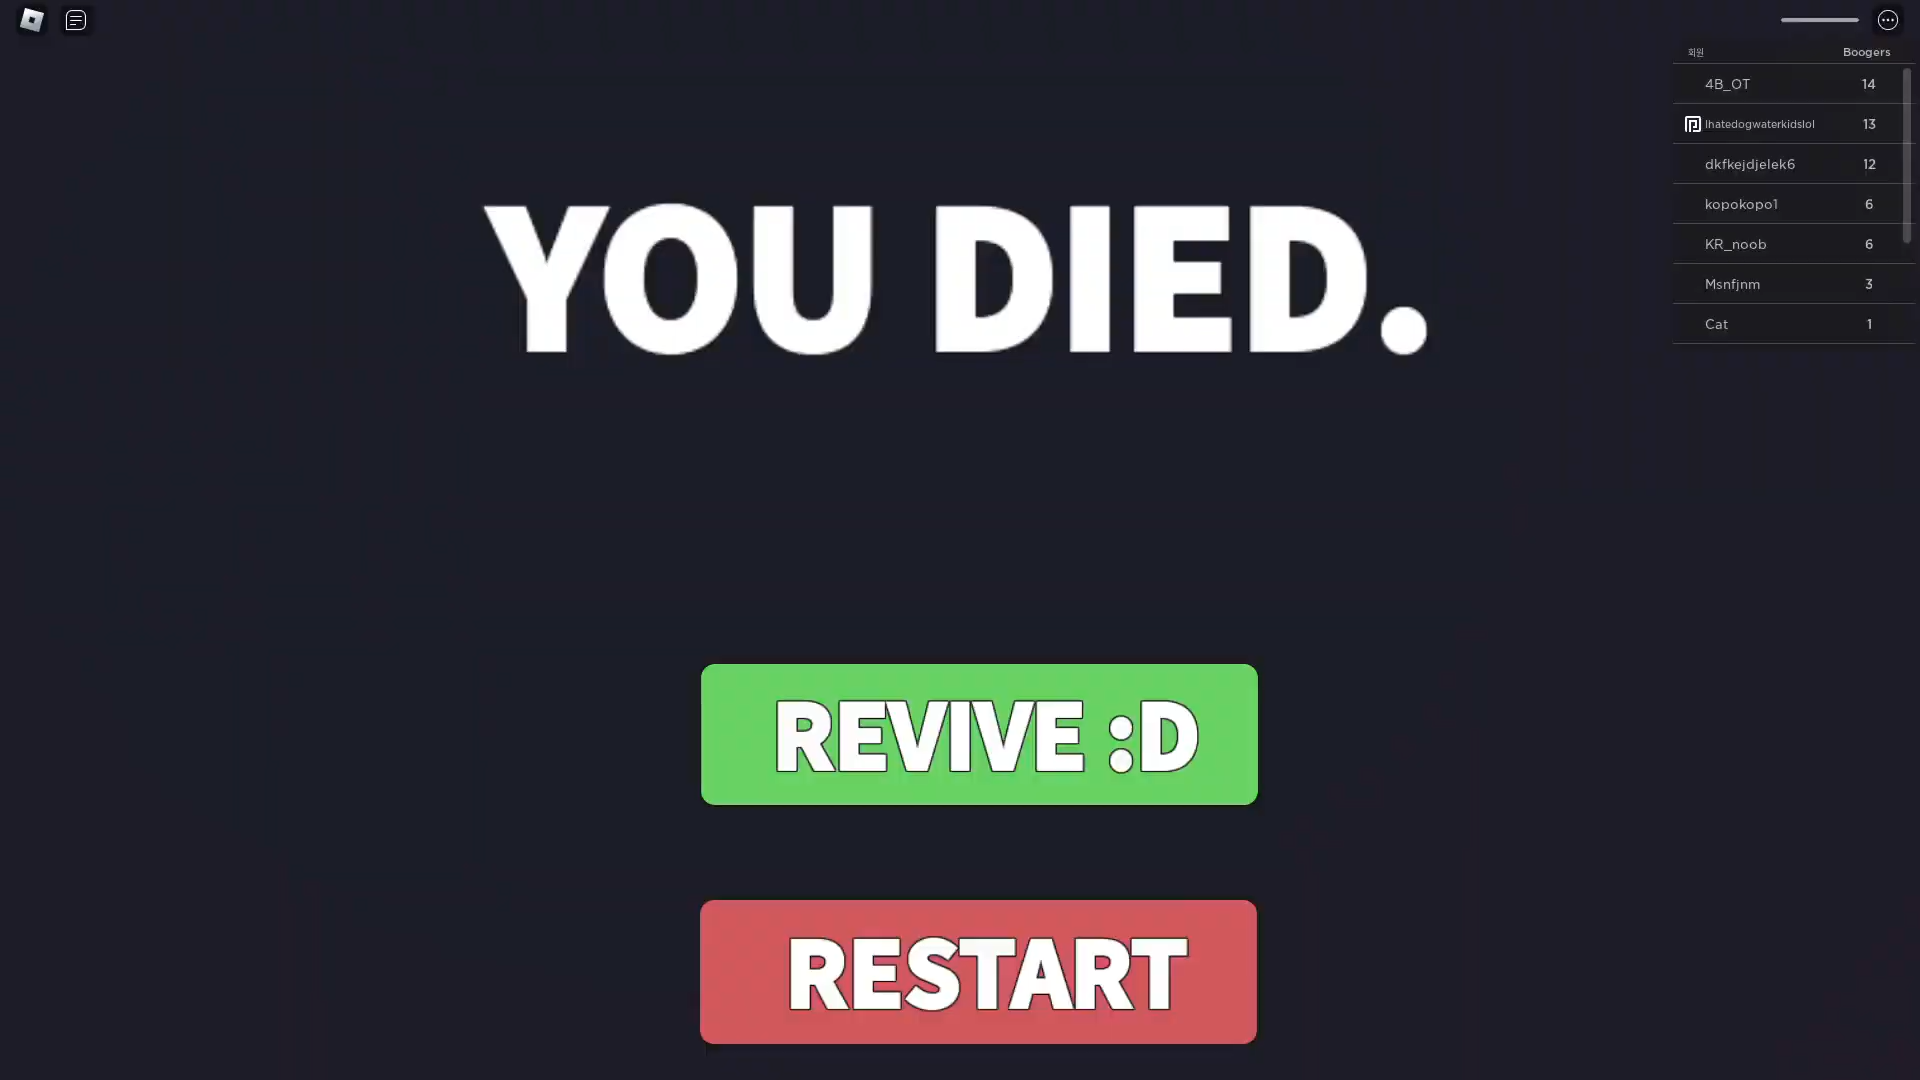 회원 Boogers
4B_OT 14
Ihatedogwaterkidslol 13
dkfkejdjelek6 12
kopokopo1 6
KR_noob 6
Msnfjnm 3
Cat 1
YOU DIED.
REVIVE :D
RESTART